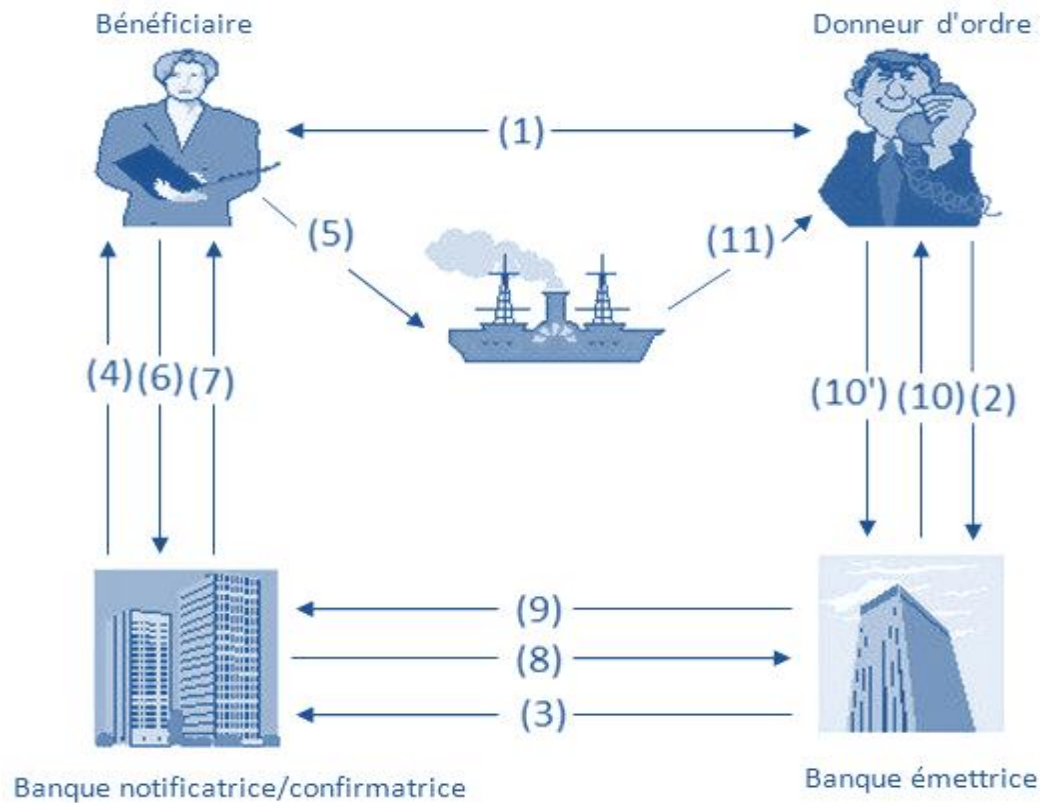 Bénéficiaire
Donneur d'ordre
(1)
(5)
(11)
(4) (6) (7)
(10') (10) (2)
(9)
(8)
(3)
Banque notificatrice/confirmatrice
Banque émettrice